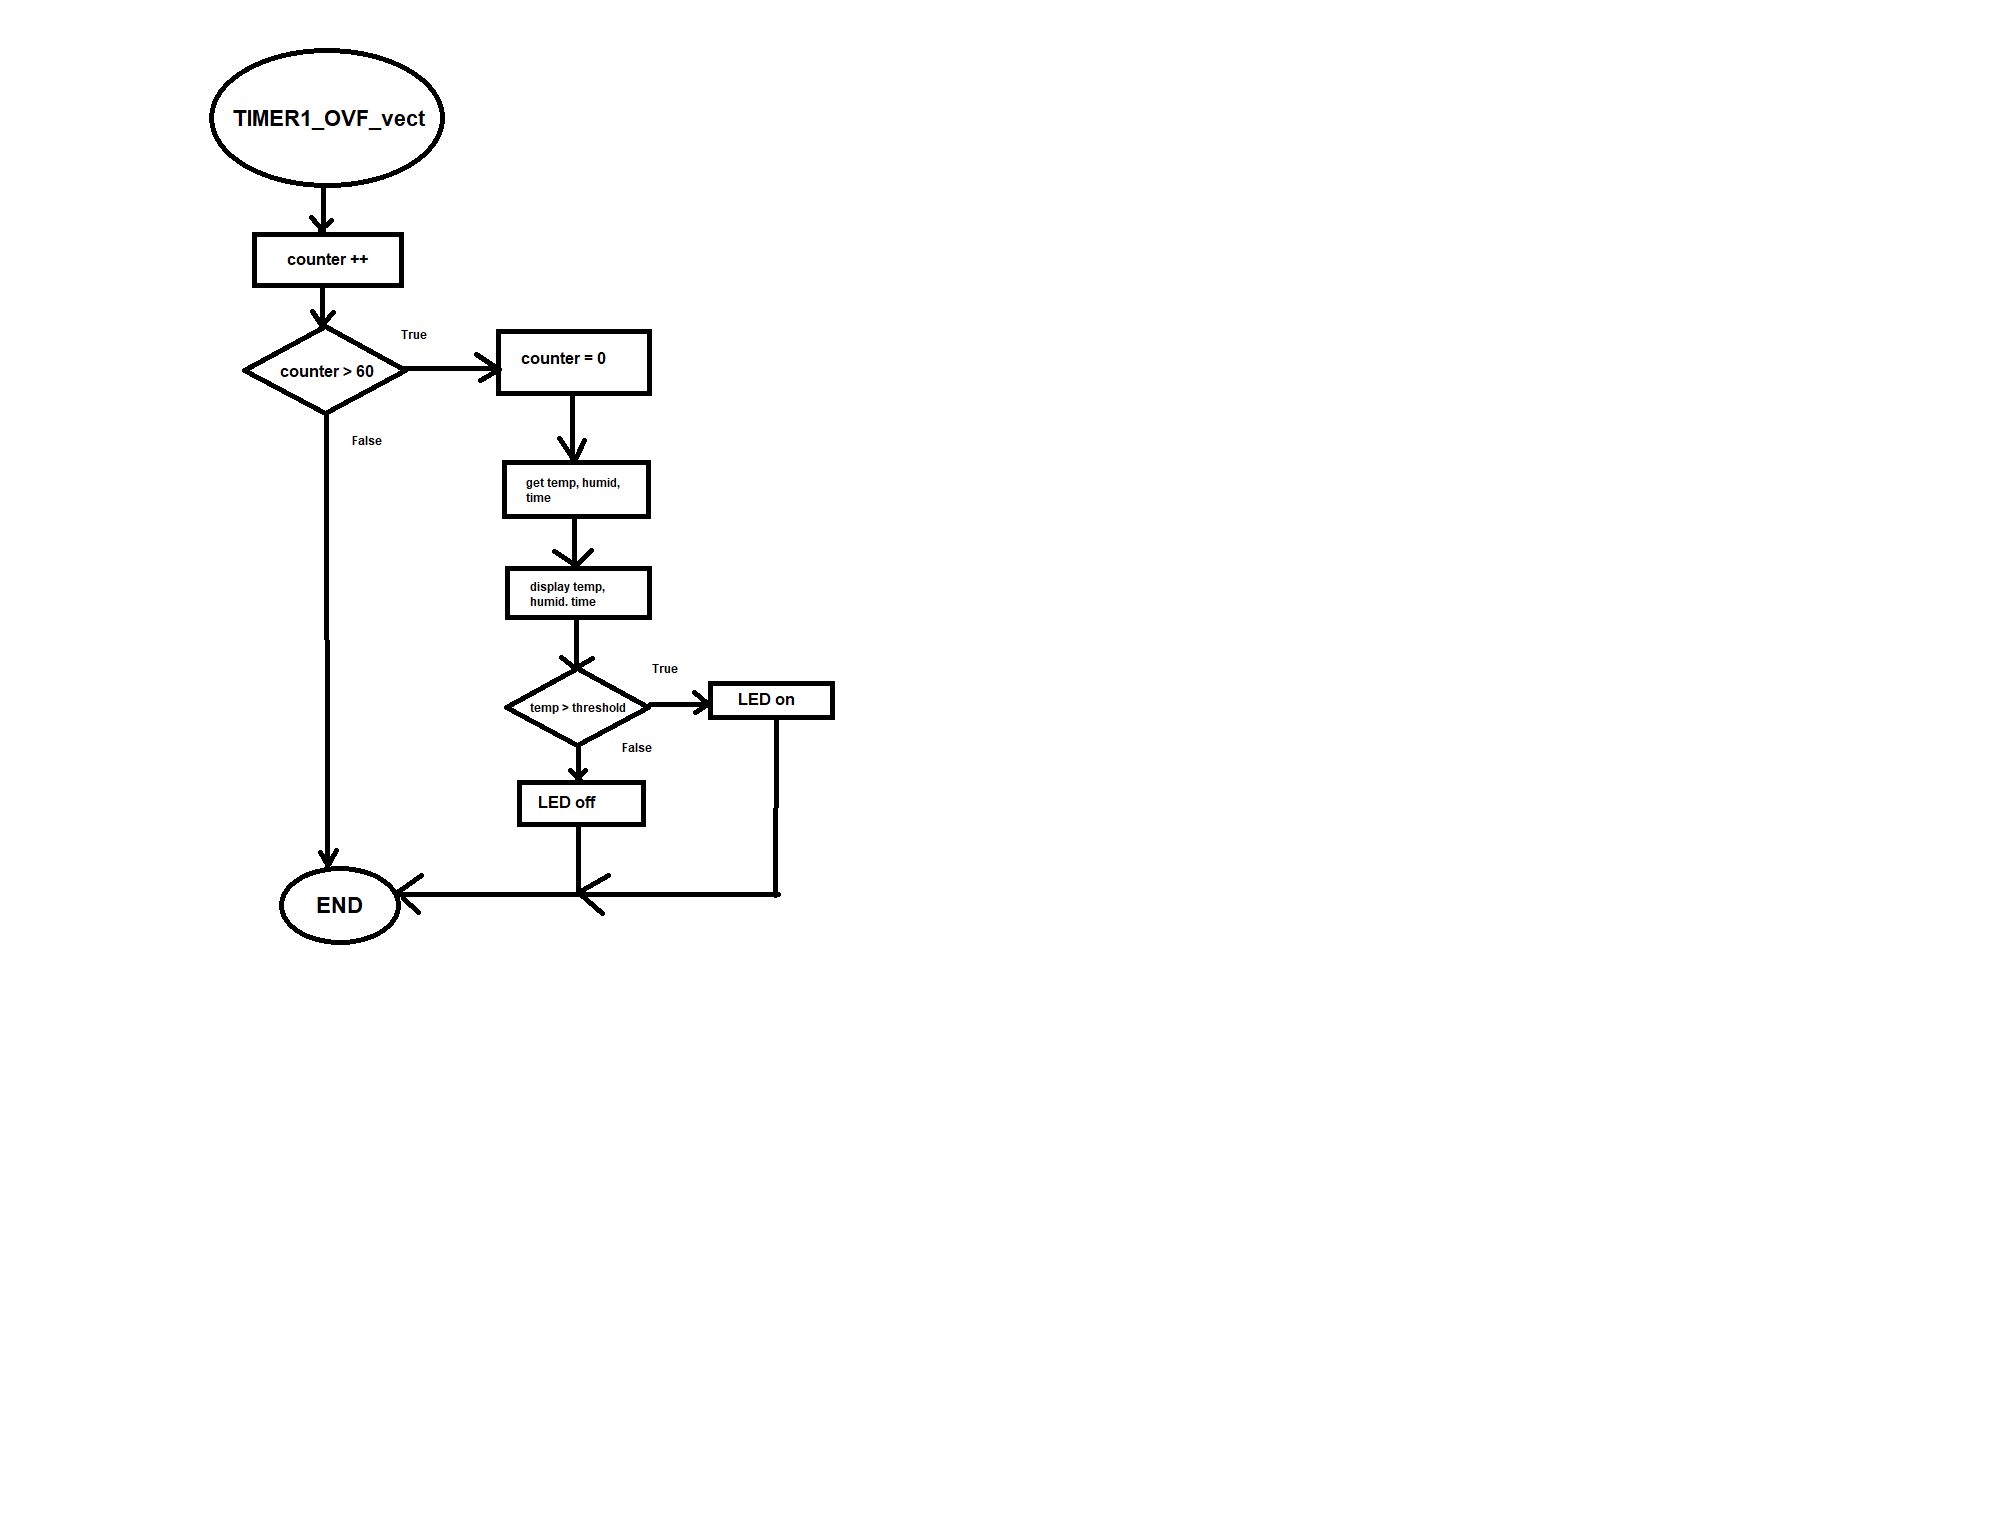 TIMER1_OVF_vect
counter ++
counter > 60
True
False
counter = 0
get temp, humid,
time
display temp,
humid. time
temp > threshold
True
False
LED on
LED off
END